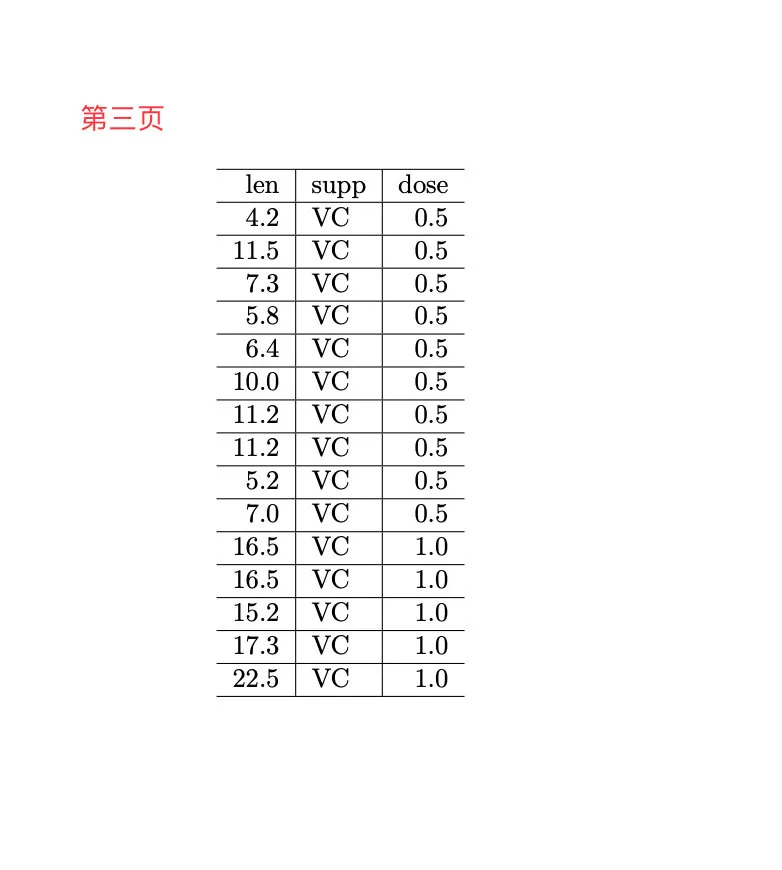 第三页
len supp dose
4.2 VC 0.5
11.5 VC 0.5
7.3 VC 0.5
5.8 VC 0.5
6.4 VC 0.5
10.0 VC 0.5
11.2 VC 0.5
11.2 VC 0.5
5.2 VC 0.5
7.0 VC 0.5
16.5 VC 1.0
16.5 VC 1.0
15.2 VC 1.0
17.3 VC 1.0
22.5 VC 1.0